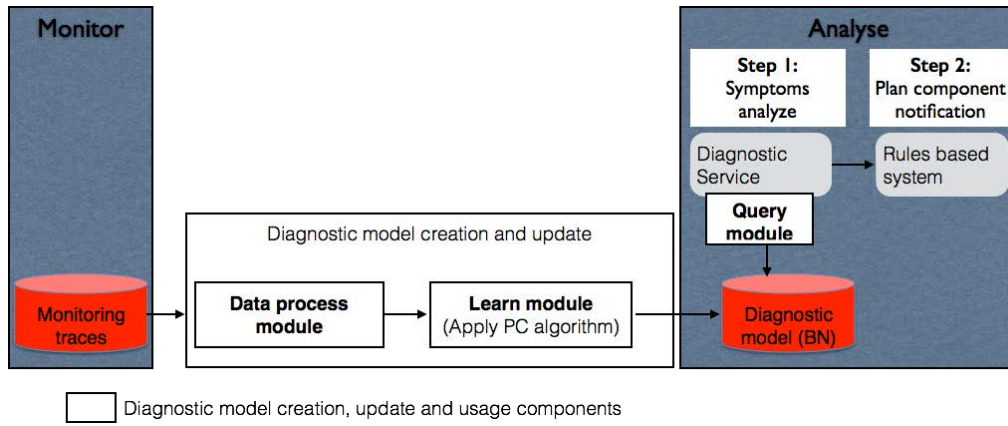 Monitor
Analyse
Step 1:
Symptoms
analyze
Step 2:
Plan component
notification
Diagnostic
Service
Rules based
system
Query
module
Diagnostic model creation and update
Monitoring
traces
Data process
module
Learn module
(Apply PC algorithm)
Diagnostic
model (BN)
Diagnostic model creation, update and usage components